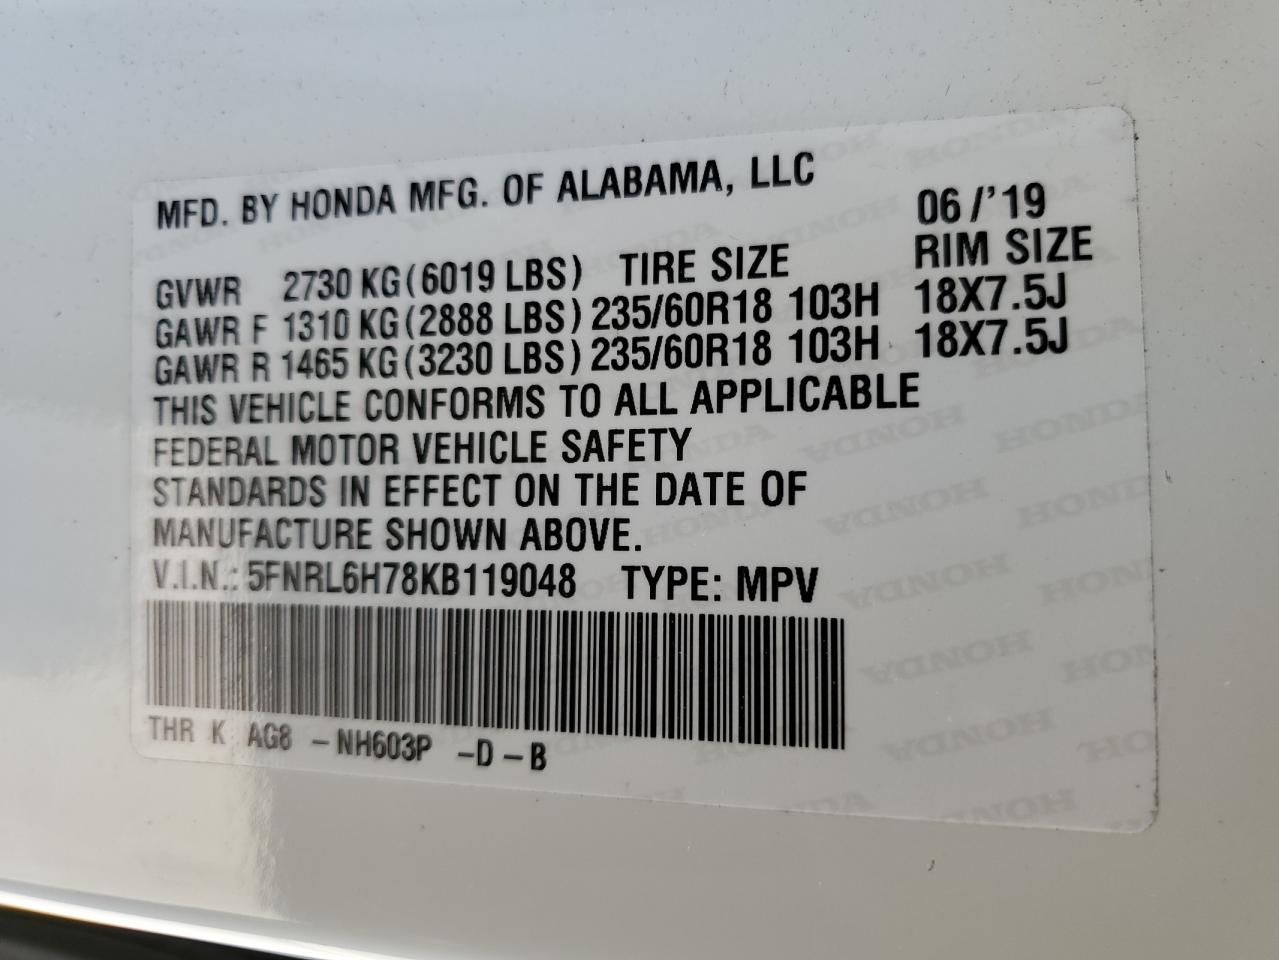 MFD. BY HONDA MFG. OF ALABAMA, LLC 06/'19
GVWR 2730 KG (6019 LBS) TIRE SIZE RIM SIZE
GAWR F 1310 KG (2888 LBS) 235/60R18 103H 18X7.5J
GAWR R 1465 KG (3230 LBS) 235/60R18 103H 18X7.5J
THIS VEHICLE CONFORMS TO ALL APPLICABLE
FEDERAL MOTOR VEHICLE SAFETY
STANDARDS IN EFFECT ON THE DATE OF
MANUFACTURE SHOWN ABOVE.
V.I.N.: 5FNRL6H78KB119048 TYPE: MPV
THR K AG8 -NH603P -D-B